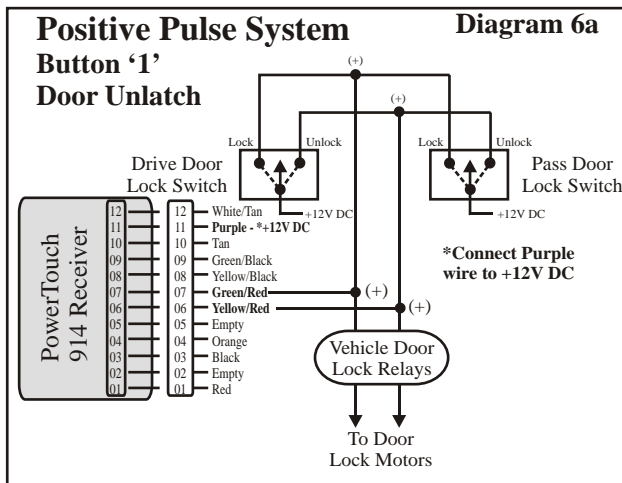 Positive Pulse System
Diagram 6a
Button ‘1’
Door Unlatch
(+)
(+)
Lock
Unlock
Lock
Unlock
Drive Door
Lock Switch
Pass Door
Lock Switch
+12V DC
+12V DC
*Connect Purple
wire to +12V DC
PowerTouch
914 Receiver
12 12 White/Tan
11 11 Purple - *+12V DC
10 10 Tan
09 09 Green/Black
08 08 Yellow/Black
07 07 Green/Red (+)
06 06 Yellow/Red (+)
05 05 Empty
04 04 Orange
03 03 Black
02 02 Empty
01 01 Red
Vehicle Door
Lock Relays
To Door
Lock Motors